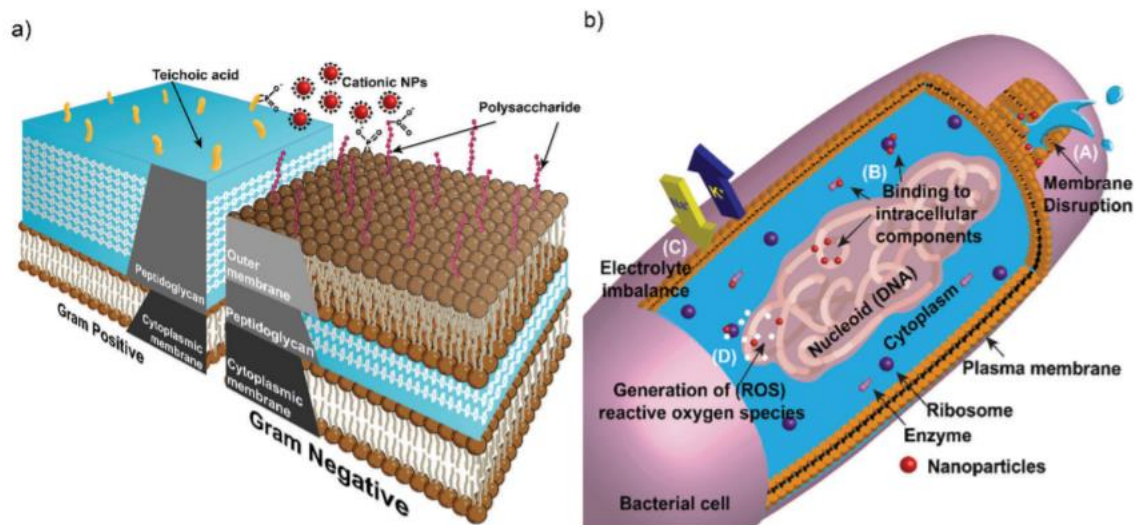 a)
Teichoic acid
Cationic NPs
Polysaccharide
Peptidoglycan
Cytoplasmic
membrane
Gram Positive
Outer
membrane
Peptidoglycan
Cytoplasmic
membrane
Gram Negative
b)
(A)
Membrane
Disruption
(B)
Binding to
intracellular
components
K+
(C)
Electrolyte
imbalance
Nucleoid (DNA)
Cytoplasm
(D)
Generation of (ROS)
reactive oxygen species
Plasma membrane
Ribosome
Enzyme
Nanoparticles
Bacterial cell